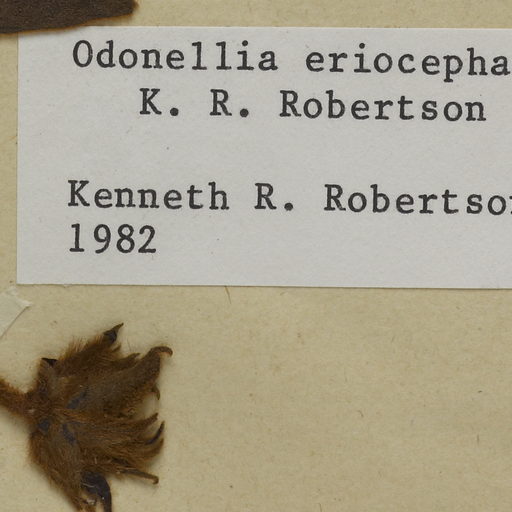 Odonellia eriocepha
K. R. Robertson
Kenneth R. Robertso
1982